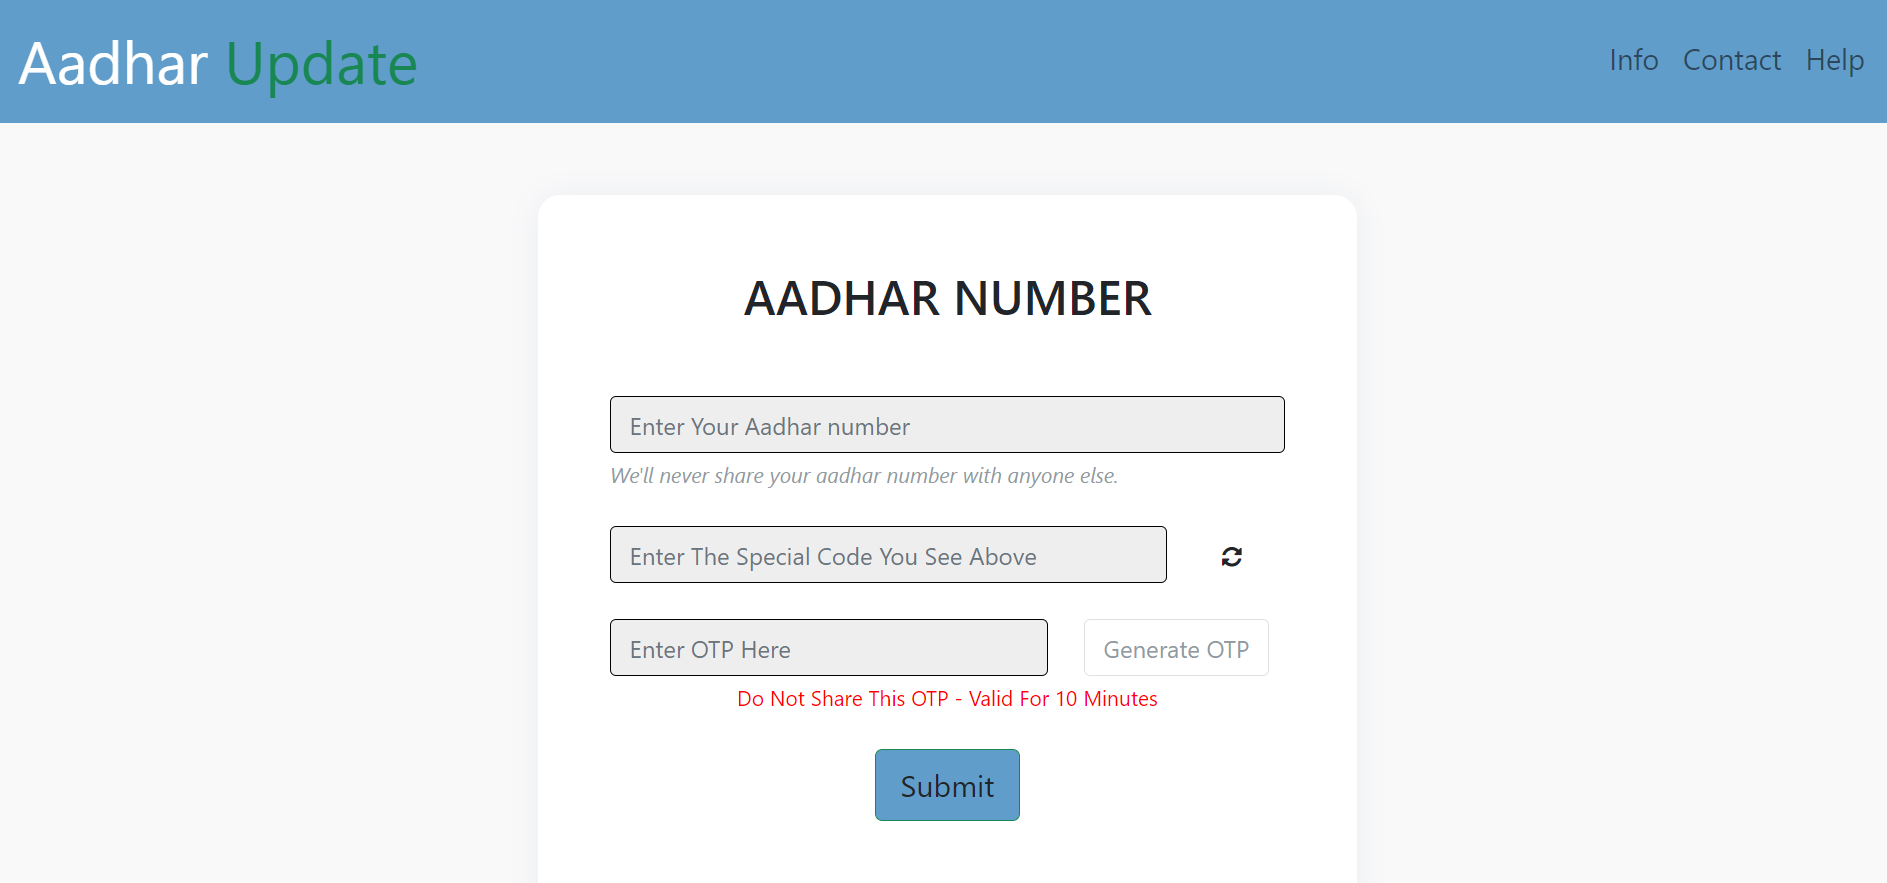 Aadhar Update
Info Contact Help
AADHAR NUMBER
Enter Your Aadhar number
We'll never share your aadhar number with anyone else.
Enter The Special Code You See Above
Enter OTP Here
Generate OTP
Do Not Share This OTP - Valid For 10 Minutes
Submit